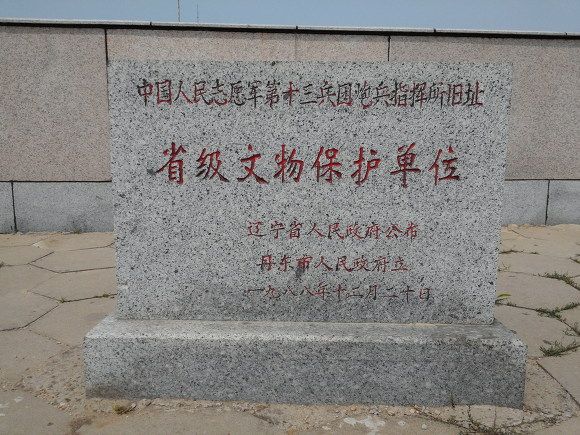 中国人民志愿军第十三兵团炮兵指挥所旧址
省级文物保护单位
辽宁省人民政府公布
丹东市人民政府立
一九八八年十二月二十日